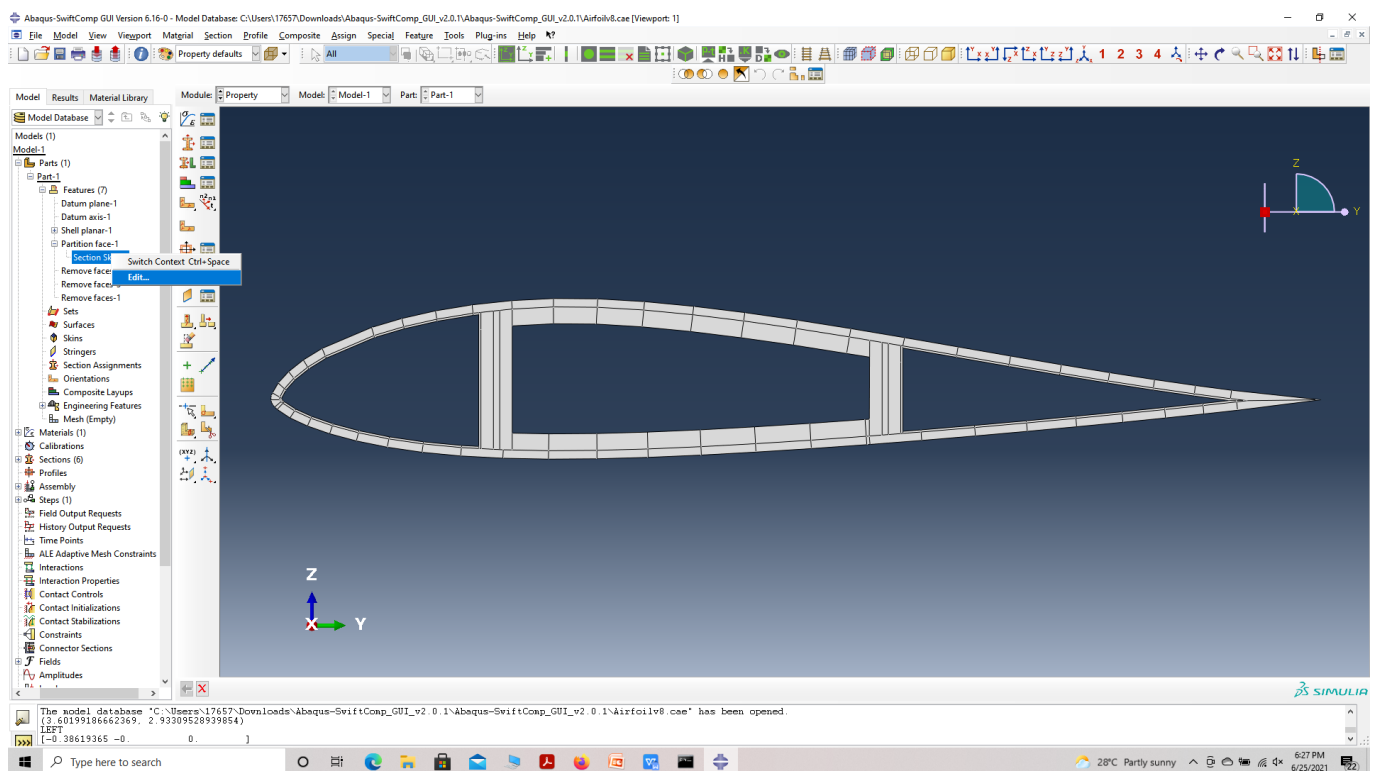 Abaqus-SwiftComp GUI Version 6.16-0 - Model Database: C:\Users\17657\Downloads\Abaqus-SwiftComp_GUI_v2.0.1\Abaqus-SwiftComp_GUI_v2.0.1\Airfoilv8.cae [Viewport: 1]
File Model View Viewport Material Section Profile Composite Assign Special Feature Tools Plug-ins Help
Property defaults All 1 2 3 4
Model Results Material Library
Module: Property Model: Model-1 Part: Part-1
Model Database
Models (1)
Model-1
Parts (1)
Part-1
Features (7)
Datum plane-1
Datum axis-1
Shell planar-1
Partition face-1
Section Sk
Switch Context Ctrl+Space
Edit...
Remove face
Remove faces
Remove faces-1
Sets
Surfaces
Skins
Stringers
Section Assignments
Orientations
Composite Layups
Engineering Features
Mesh (Empty)
Materials (1)
Calibrations
Sections (6)
Profiles
Assembly
Steps (1)
Field Output Requests
History Output Requests
Time Points
ALE Adaptive Mesh Constraints
Interactions
Interaction Properties
Contact Controls
Contact Initializations
Contact Stabilizations
Constraints
Connector Sections
Fields
Amplitudes
Z
X Y
Z
X Y
SIMULIA
The model database "C:\Users\17657\Downloads\Abaqus-SwiftComp_GUI_v2.0.1\Abaqus-SwiftComp_GUI_v2.0.1\Airfoilv8.cae" has been opened.
(3.60199186662369, 2.93309528939854)
LEFT
[-0.38619365 -0. 0. ]
Type here to search
28°C Partly sunny
6:27 PM
6/25/2021
22